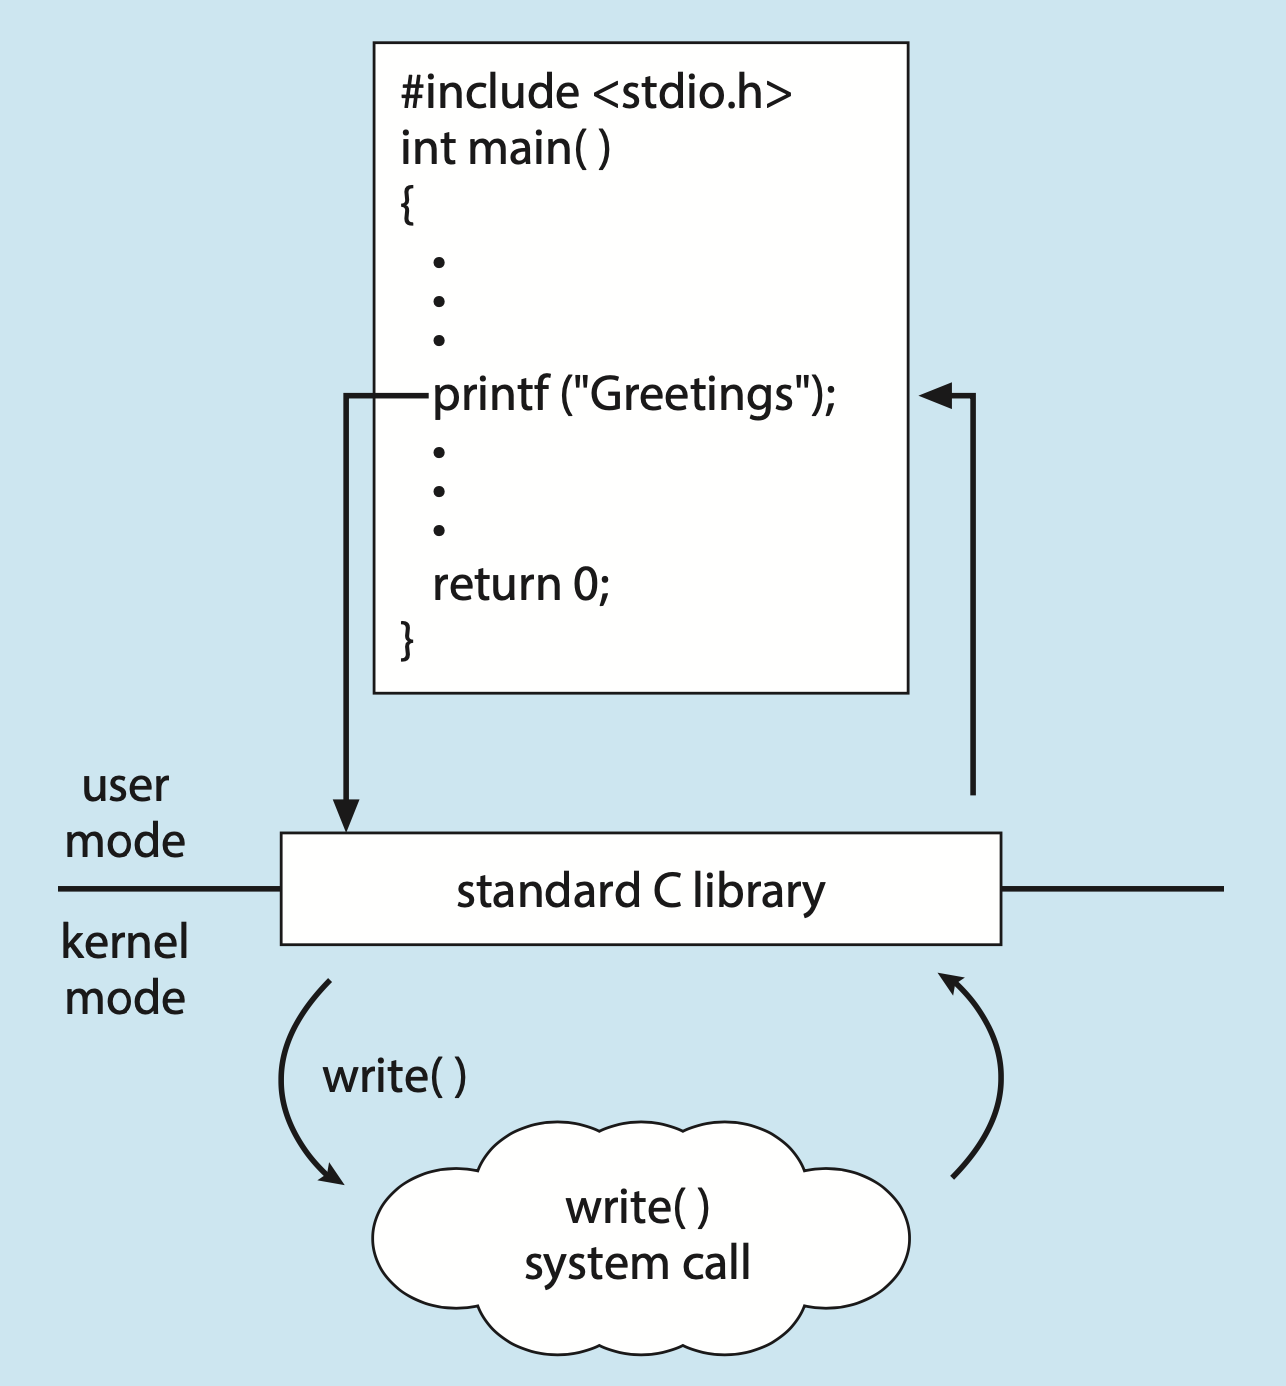 #include <stdio.h>
int main( )
{
•
•
•
printf ("Greetings");
•
•
•
return 0;
}
user
mode
standard C library
kernel
mode
write( )
write( )
system call